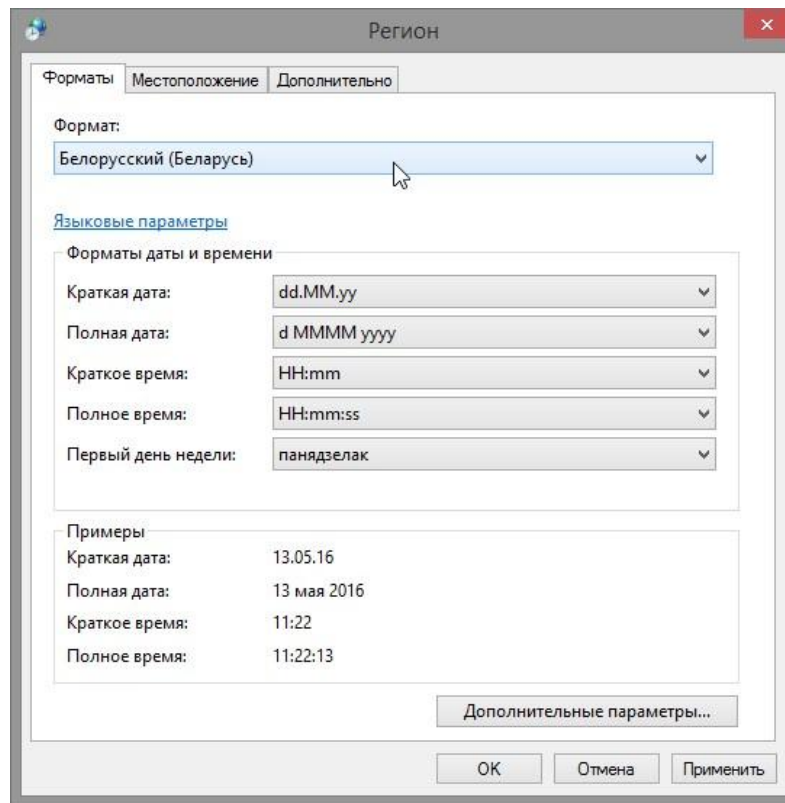 Регион
Форматы Местоположение Дополнительно
Формат:
Белорусский (Беларусь)
Языковые параметры
Форматы даты и времени
Краткая дата: dd.MM.yy
Полная дата: d MMMM yyyy
Краткое время: HH:mm
Полное время: HH:mm:ss
Первый день недели: панядзелак
Примеры
Краткая дата: 13.05.16
Полная дата: 13 мая 2016
Краткое время: 11:22
Полное время: 11:22:13
Дополнительные параметры...
OK Отмена Применить